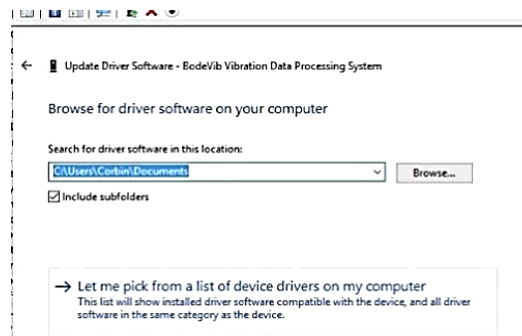 Update Driver Software - BodeVib Vibration Data Processing System
Browse for driver software on your computer
Search for driver software in this location:
C:\Users\Corbin\Documents
Browse...
Include subfolders
Let me pick from a list of device drivers on my computer
This list will show installed driver software compatible with the device, and all driver
software in the same category as the device.